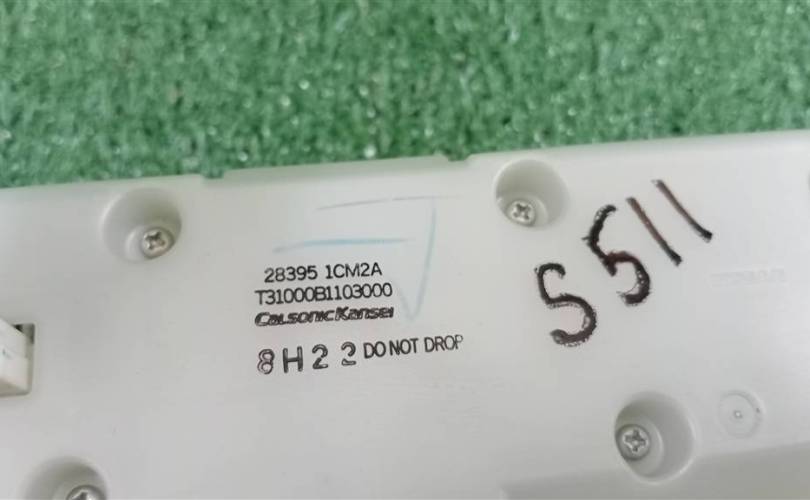 28395 1CM2A
T31000B1103000
CalsonicKansei
8H22 DO NOT DROP
5511